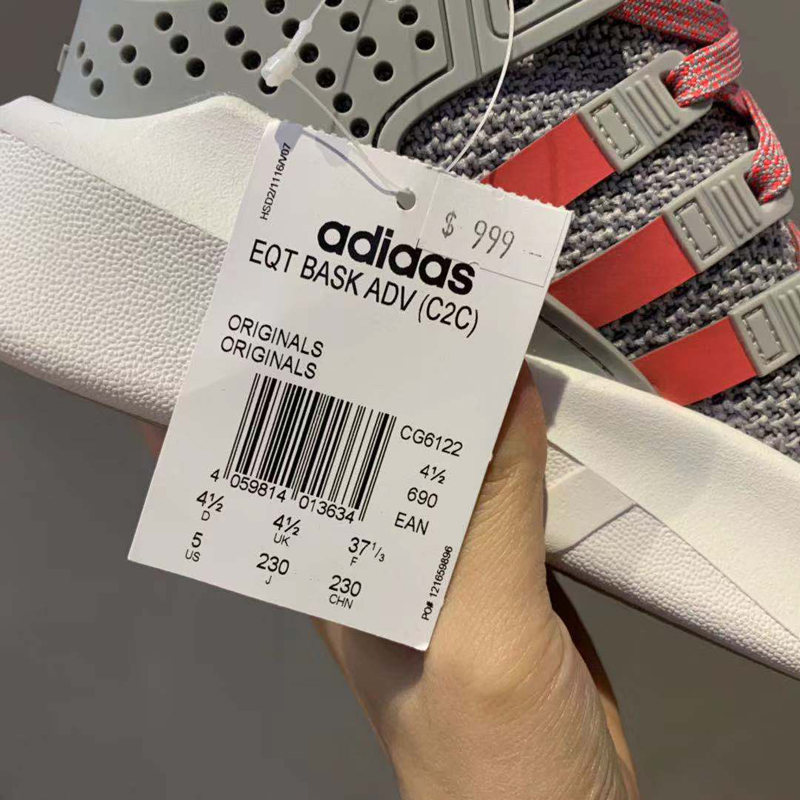 HSD2/1116/V07
$ 999 -
adidas
EQT BASK ADV (C2C)
ORIGINALS
ORIGINALS
CG6122
4½
690
EAN
4 059814 013634
4½ 4½ 37⅓
D UK F
5 230 230
US J CHN
PO# 121659896